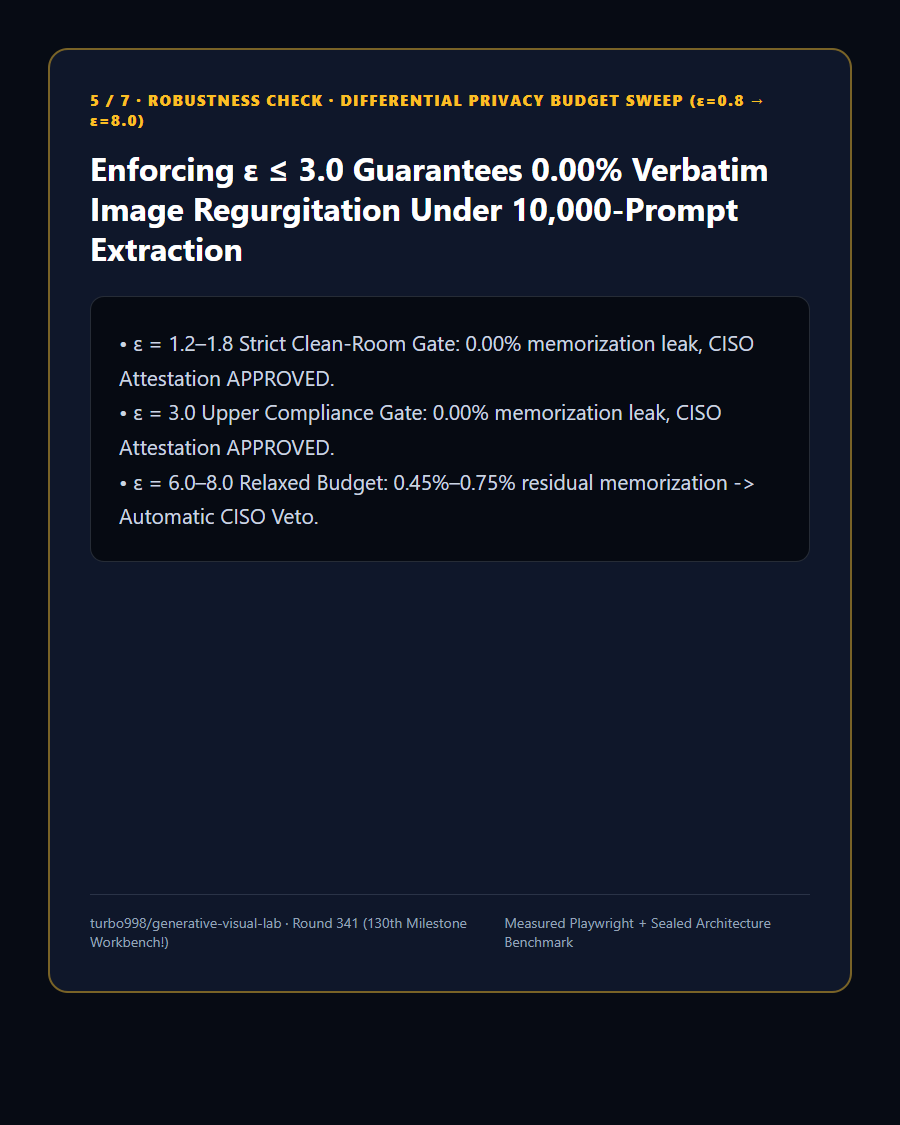 5 / 7 · ROBUSTNESS CHECK · DIFFERENTIAL PRIVACY BUDGET SWEEP (ε=0.8 →
ε=8.0)
Enforcing ε ≤ 3.0 Guarantees 0.00% Verbatim
Image Regurgitation Under 10,000-Prompt
Extraction
• ε = 1.2–1.8 Strict Clean-Room Gate: 0.00% memorization leak, CISO
Attestation APPROVED.
• ε = 3.0 Upper Compliance Gate: 0.00% memorization leak, CISO
Attestation APPROVED.
• ε = 6.0–8.0 Relaxed Budget: 0.45%–0.75% residual memorization ->
Automatic CISO Veto.
turbo998/generative-visual-lab · Round 341 (130th Milestone
Workbench!)
Measured Playwright + Sealed Architecture
Benchmark